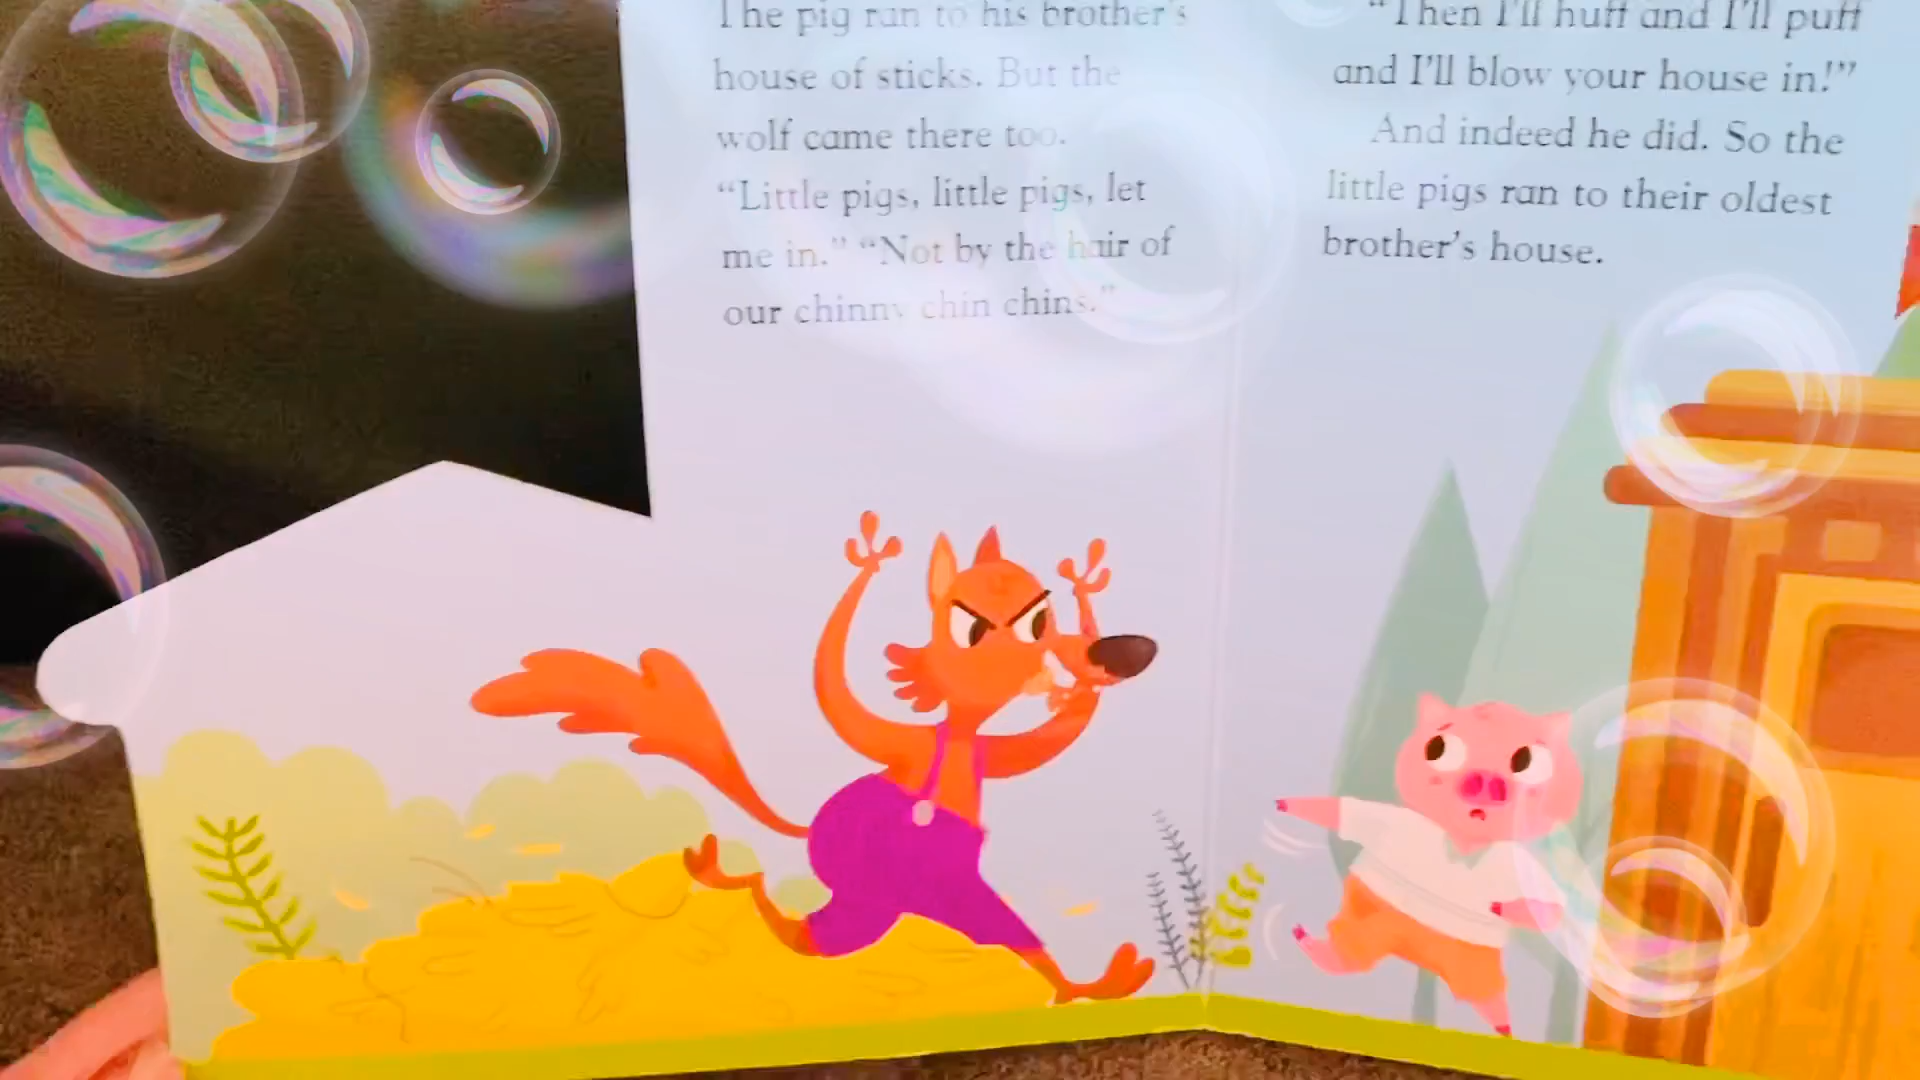 The pig ran to his brother's
house of sticks. But the
wolf came there too.
"Little pigs, little pigs, let
me in." "Not by the hair of
our chinny chin chins."
"Then I'll huff and I'll puff
and I'll blow your house in!"
And indeed he did. So the
little pigs ran to their oldest
brother's house.